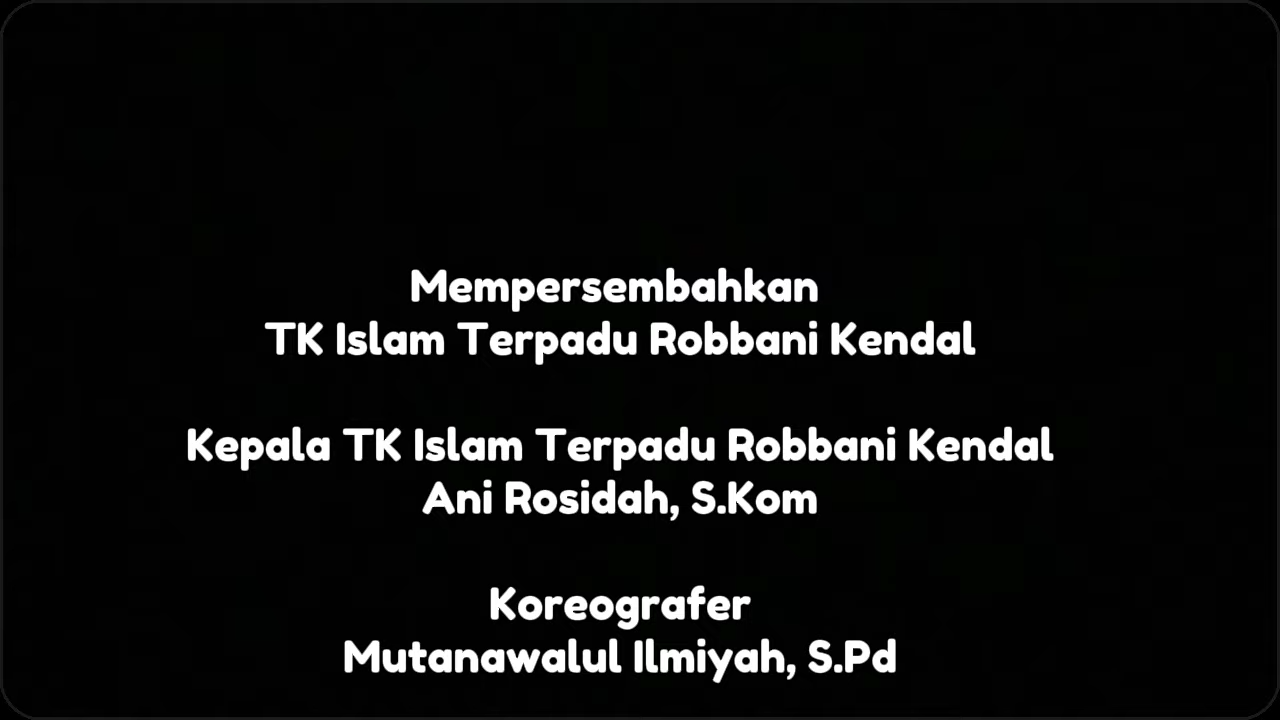 Mempersembahkan
TK Islam Terpadu Robbani Kendal
Kepala TK Islam Terpadu Robbani Kendal
Ani Rosidah, S.Kom
Koreografer
Mutanawalul Ilmiyah, S.Pd